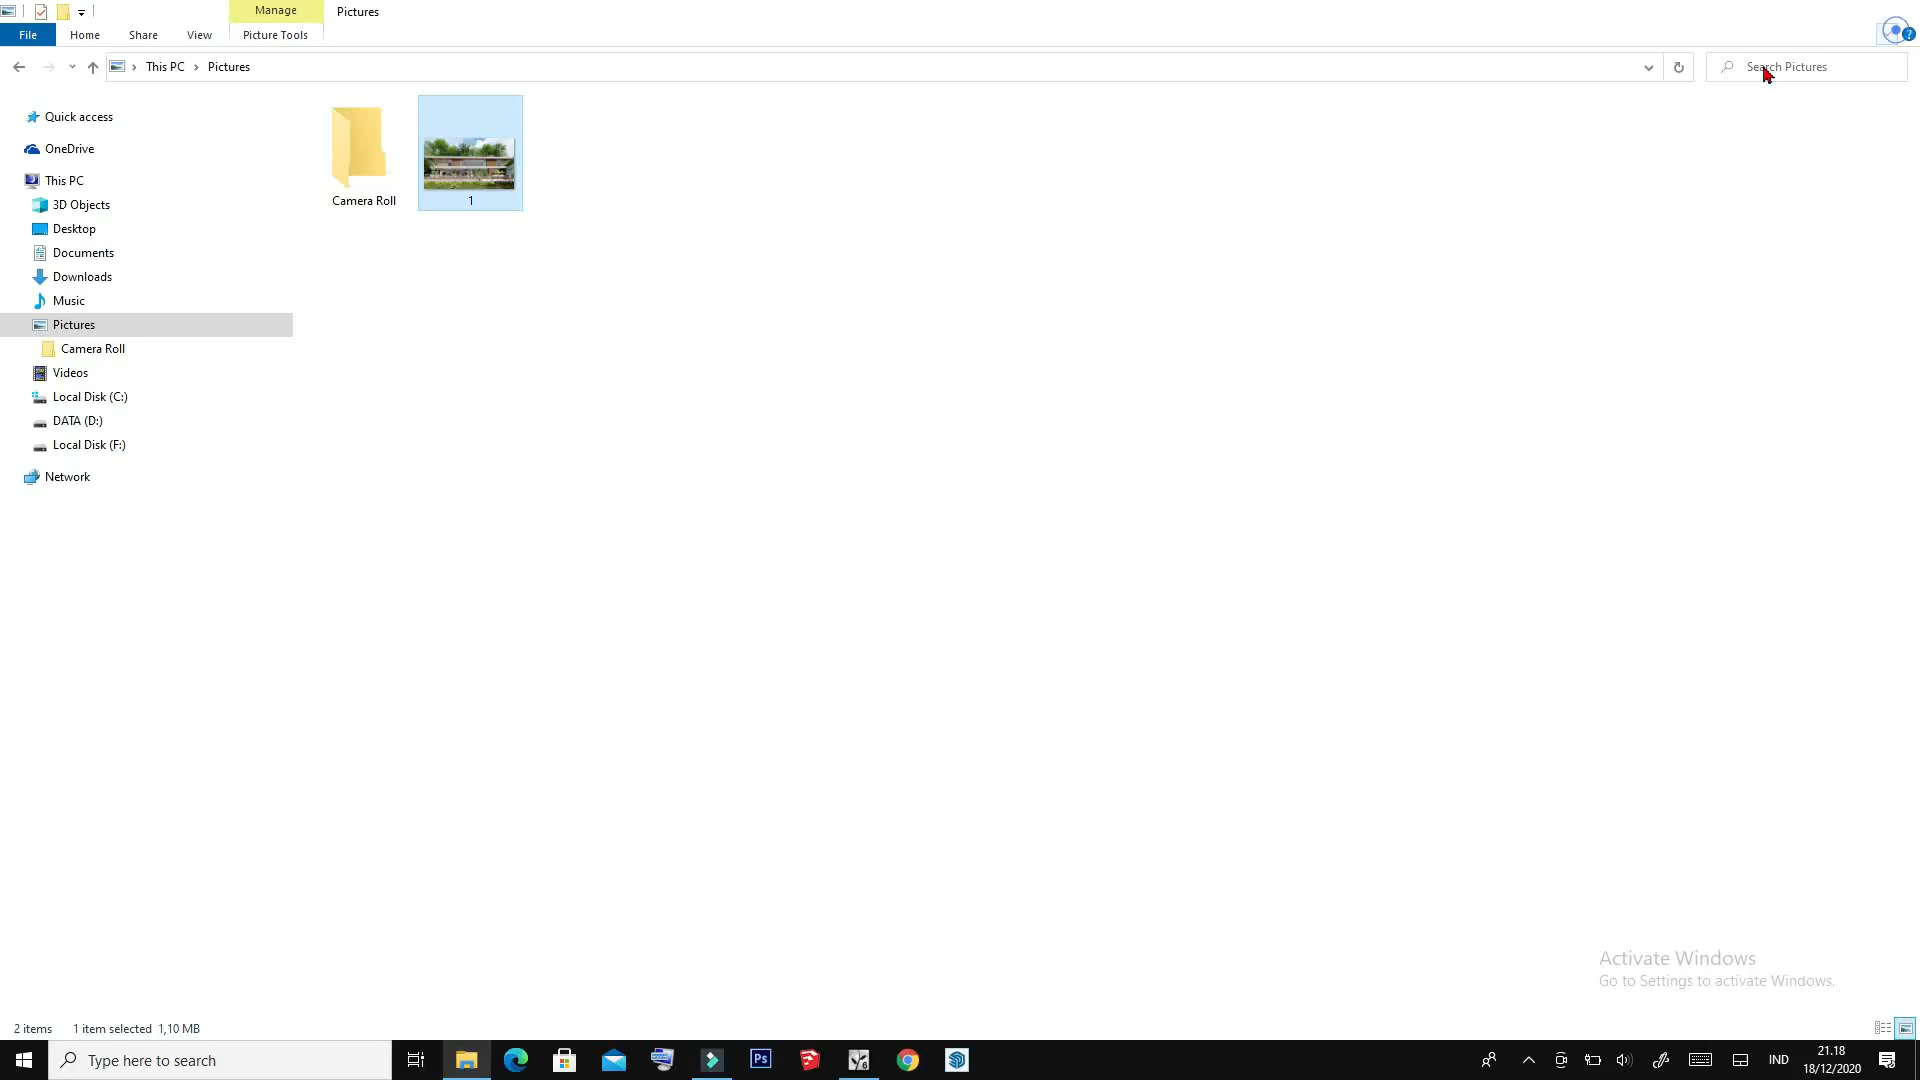 Manage
Pictures
File
Home
Share
View
Picture Tools
This PC
Pictures
Search Pictures
Quick access
OneDrive
This PC
3D Objects
Desktop
Documents
Downloads
Music
Pictures
Camera Roll
Videos
Local Disk (C:)
DATA (D:)
Local Disk (F:)
Network
Camera Roll
1
Activate Windows
Go to Settings to activate Windows.
2 items
1 item selected 1,10 MB
Type here to search
Ps
6
IND
21.18
18/12/2020